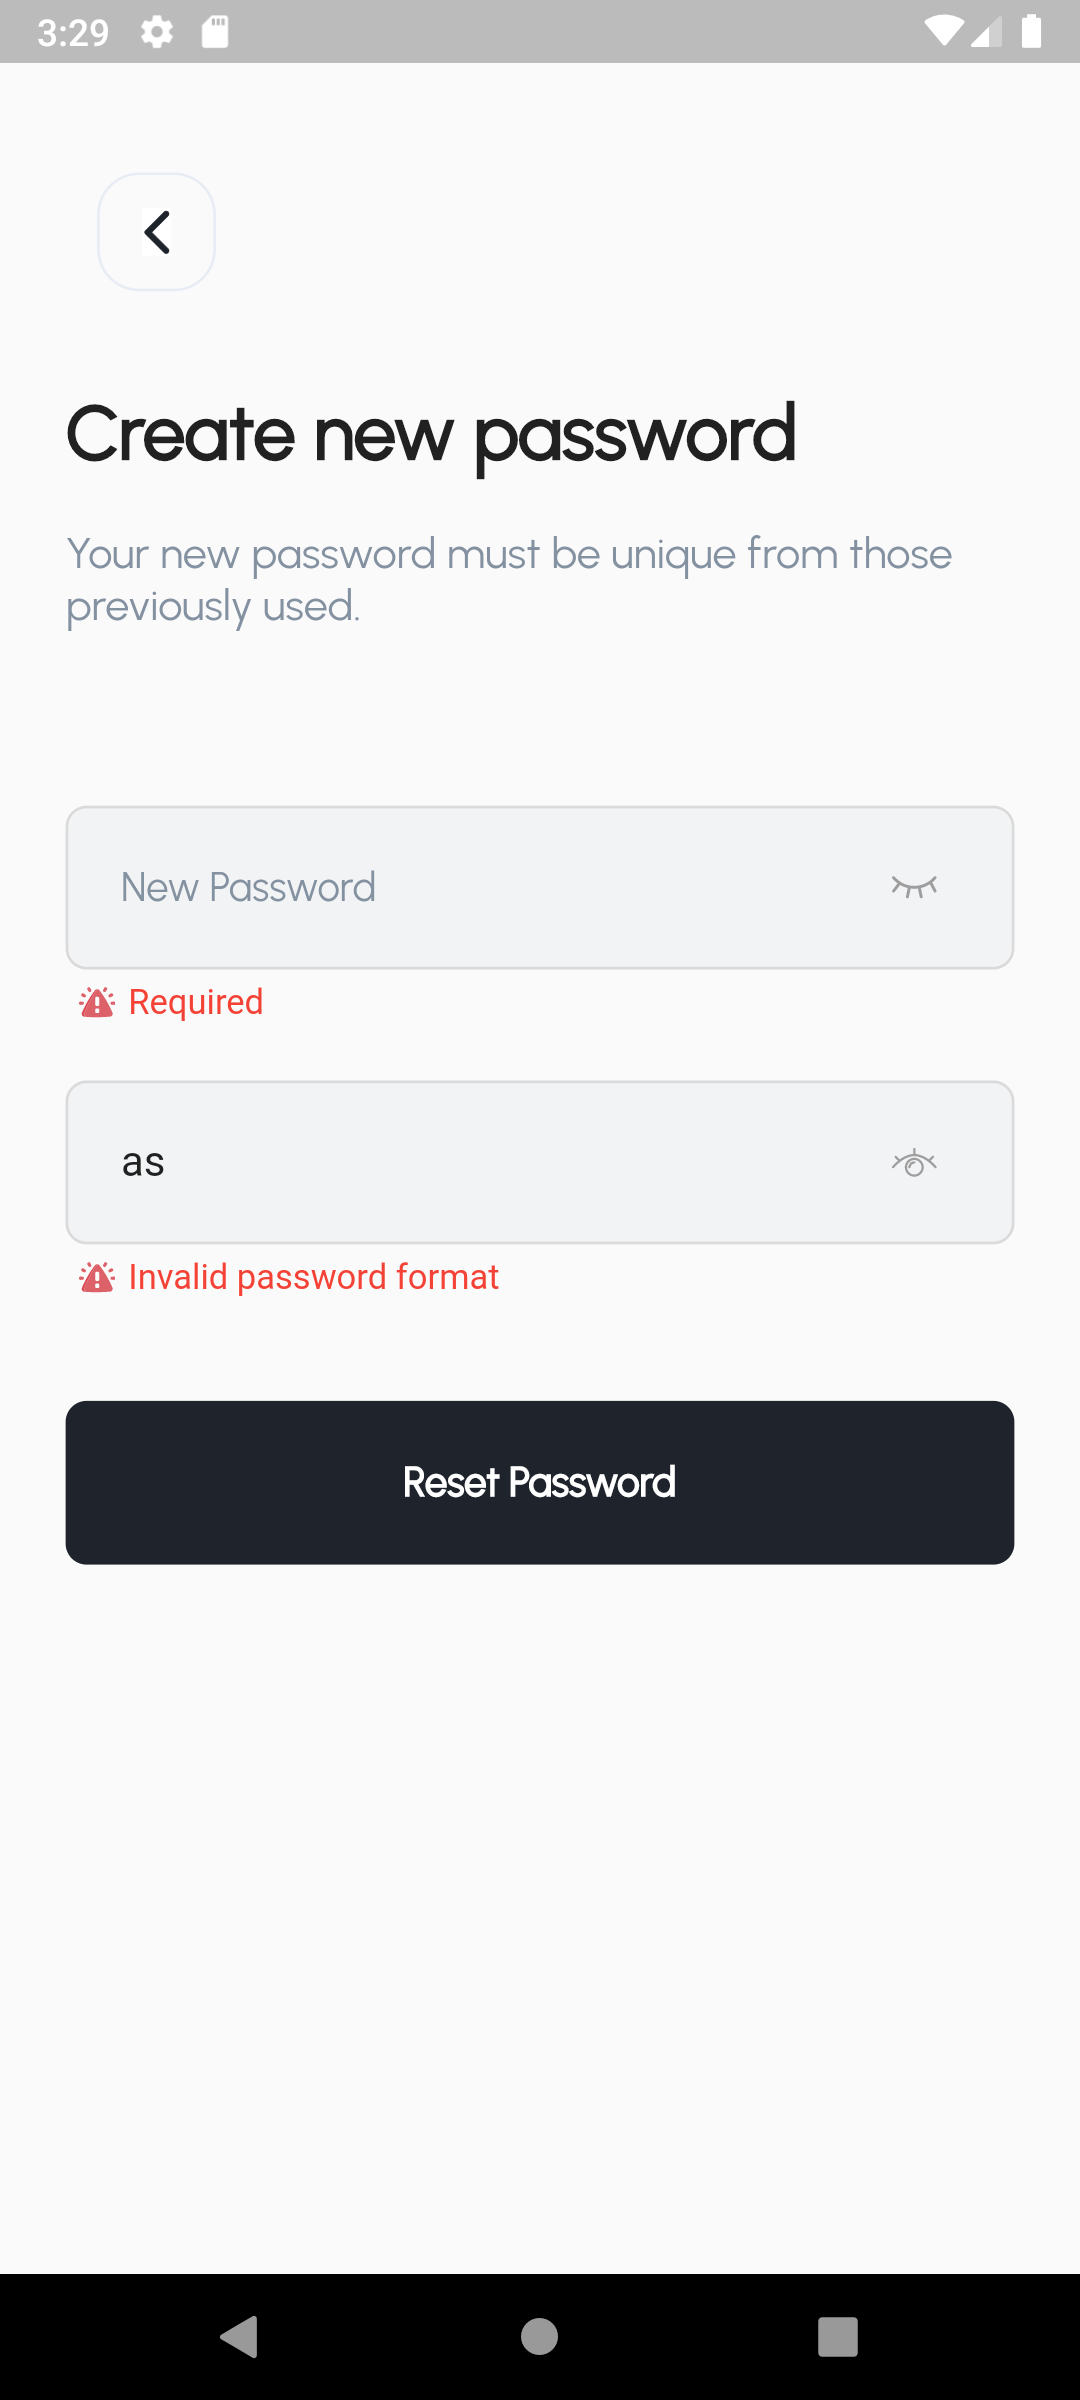 3:29
Create new password
Your new password must be unique from those
previously used.
New Password
Required
as
Invalid password format
Reset Password